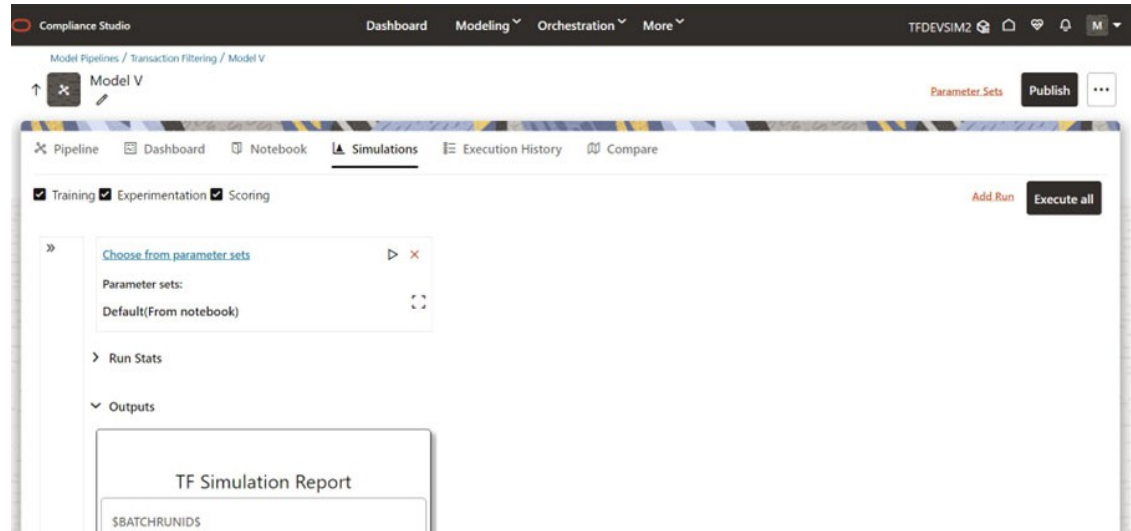 Compliance Studio Dashboard Modeling Orchestration More TFDEVSIM2 M
Model Pipelines / Transaction Filtering / Model V
Model V
Parameter Sets Publish
Pipeline Dashboard Notebook Simulations Execution History Compare
Training Experimentation Scoring Add Run Execute all
Choose from parameter sets
Parameter sets:
Default(From notebook)
Run Stats
Outputs
TF Simulation Report
$BATCHRUNID$